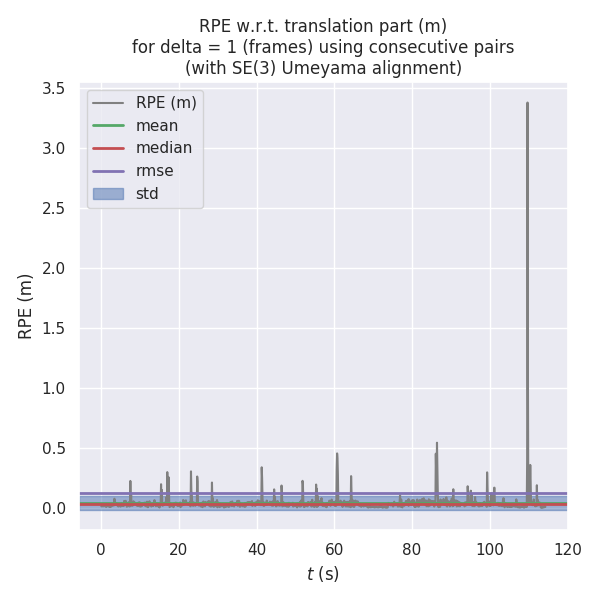 RPE w.r.t. translation part (m)
for delta = 1 (frames) using consecutive pairs
(with SE(3) Umeyama alignment)
3.5
3.0
2.5
2.0
1.5
1.0
0.5
0.0
RPE (m)
RPE (m)
mean
median
rmse
std
0
20
40
60
80
100
120
t (s)